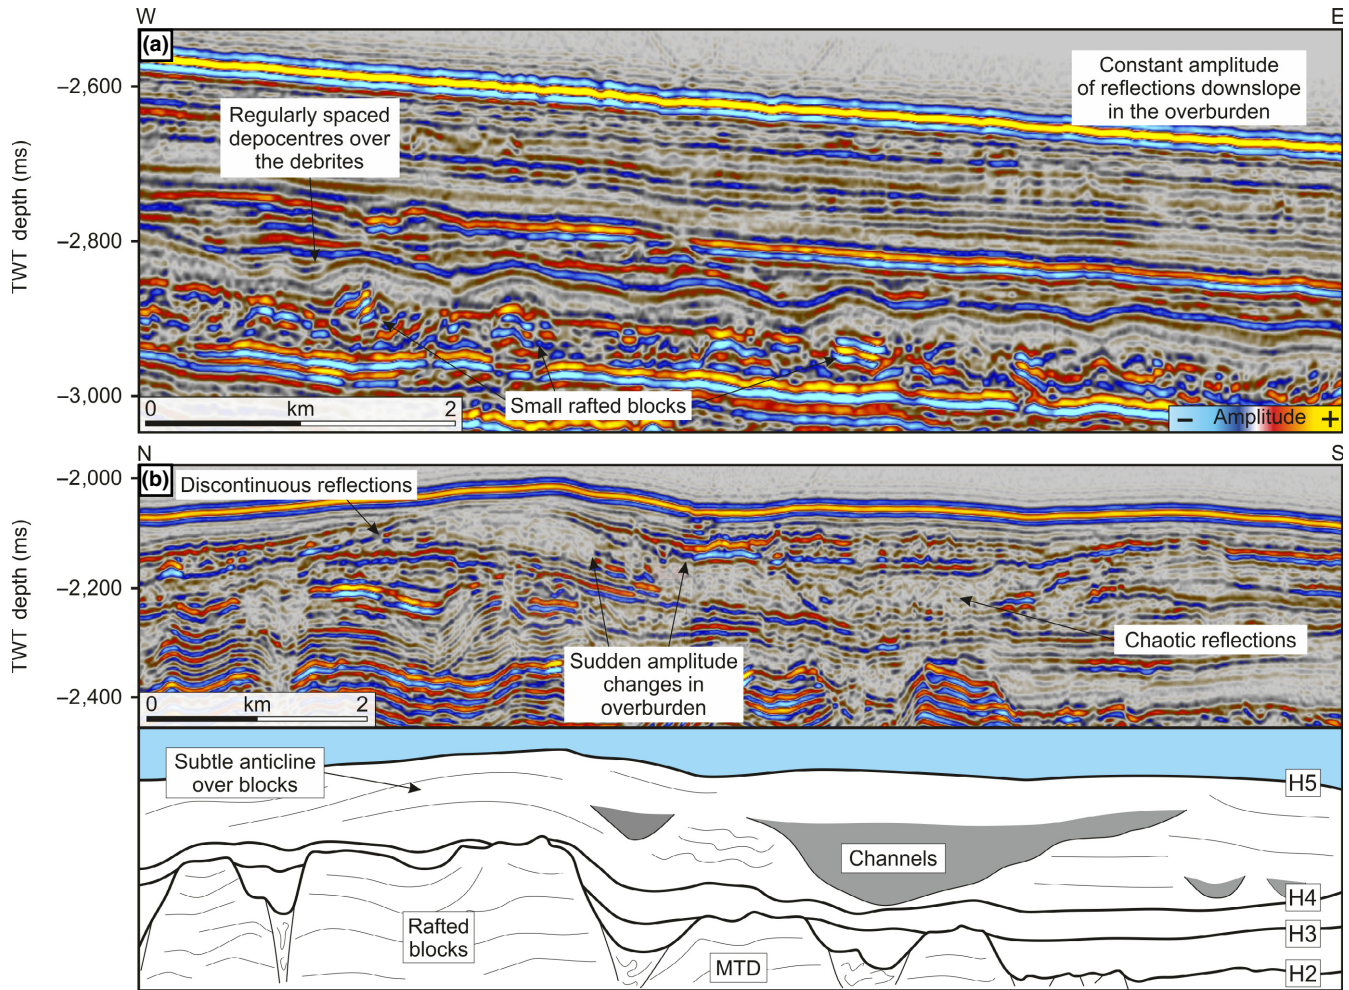 W
E
(a)
Constant amplitude
of reflections downslope
in the overburden
Regularly spaced
depocentres over
the debrites
TWT depth (ms)
–2,600
–2,800
–3,000
Small rafted blocks
0 km 2
– Amplitude +
N
S
(b)
Discontinuous reflections
TWT depth (ms)
–2,000
–2,200
–2,400
Sudden amplitude
changes in
overburden
Chaotic reflections
0 km 2
Subtle anticline
over blocks
H5
Channels
H4
Rafted
blocks
H3
MTD
H2